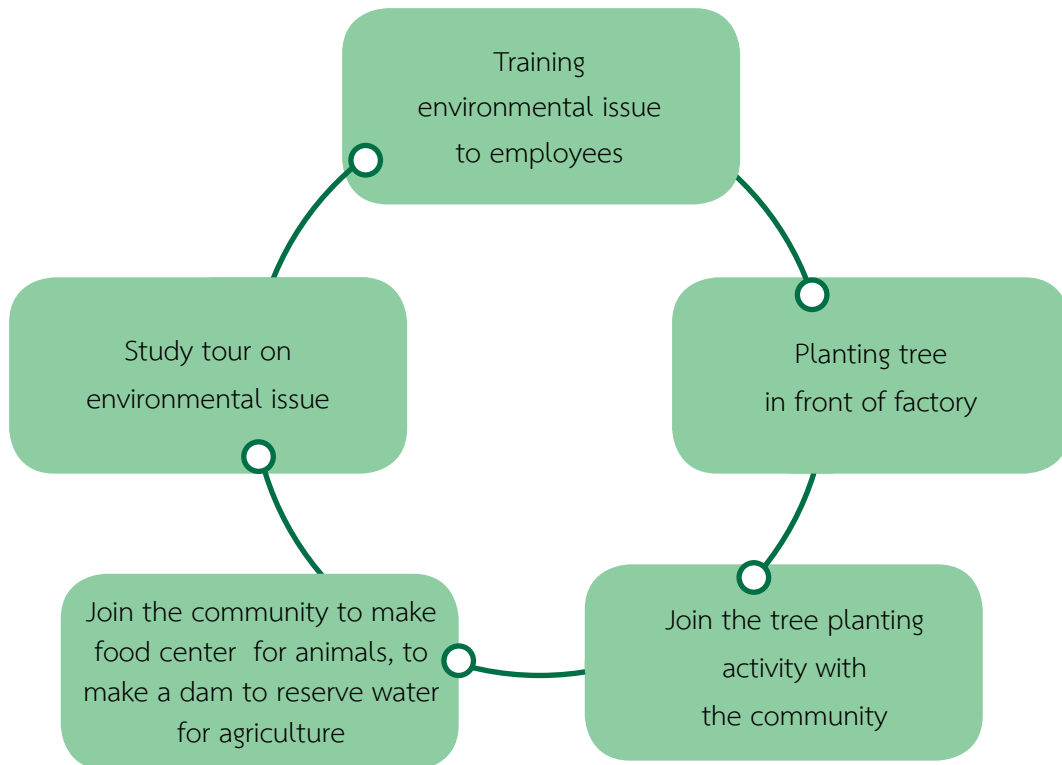 Training
environmental issue
to employees
Planting tree
in front of factory
Join the tree planting
activity with
the community
Join the community to make
food center  for animals, to
make a dam to reserve water
for agriculture
Study tour on
environmental issue